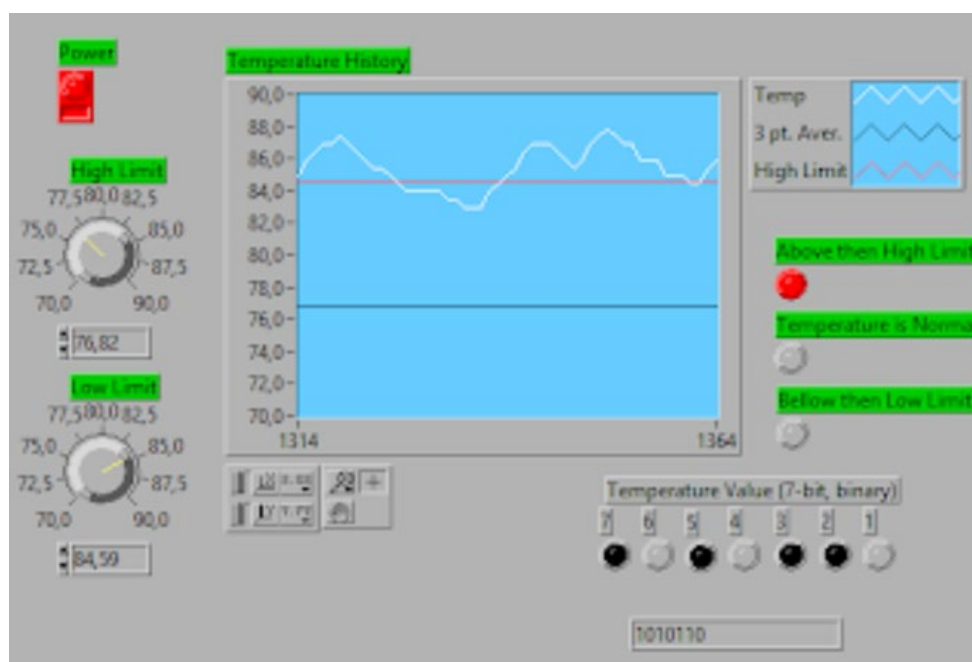 Power
Temperature History
90,0
88,0
86,0
84,0
82,0
80,0
78,0
76,0
74,0
72,0
70,0
1314
1364
Temp
3 pt. Aver.
High Limit
High Limit
77,5 80,0 82,5
75,0 85,0
72,5 87,5
70,0 90,0
76,82
Low Limit
77,5 80,0 82,5
75,0 85,0
72,5 87,5
70,0 90,0
84,59
Above then High Limit
Temperature is Norma
Bellow then Low Limit
Temperature Value (7-bit, binary)
7 6 5 4 3 2 1
1010110